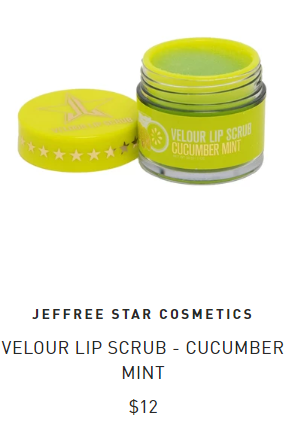 VELOUR LIP SCRUB
CUCUMBER MINT
JEFFREE STAR COSMETICS
VELOUR LIP SCRUB - CUCUMBER
MINT
$12